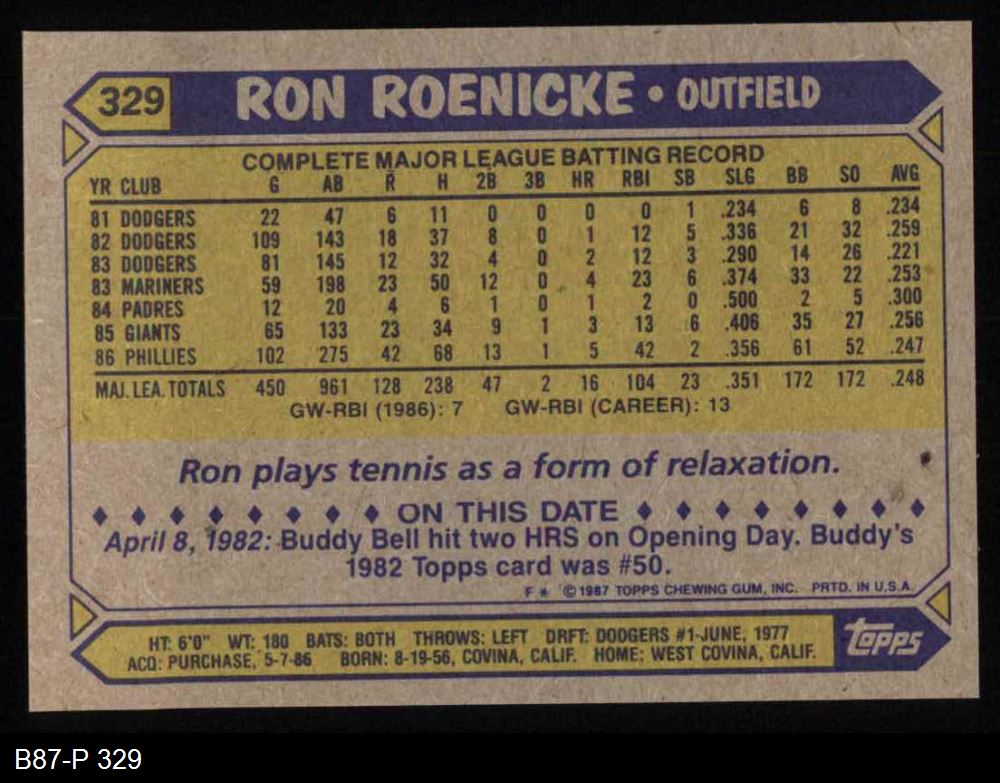 329 RON ROENICKE • OUTFIELD
COMPLETE MAJOR LEAGUE BATTING RECORD
YR CLUB G AB R H 2B 3B HR RBI SB SLG BB SO AVG
81 DODGERS 22 47 6 11 0 0 0 0 1 .234 6 8 .234
82 DODGERS 109 143 18 37 8 0 1 12 5 .336 21 32 .259
83 DODGERS 81 145 12 32 4 0 2 12 3 .290 14 26 .221
83 MARINERS 59 198 23 50 12 0 4 23 6 .374 33 22 .253
84 PADRES 12 20 4 6 1 0 1 2 0 .500 2 5 .300
85 GIANTS 65 133 23 34 9 1 3 13 6 .406 35 27 .256
86 PHILLIES 102 275 42 68 13 1 5 42 2 .356 61 52 .247
MAJ. LEA. TOTALS 450 961 128 238 47 2 16 104 23 .351 172 172 .248
GW-RBI (1986): 7 GW-RBI (CAREER): 13
Ron plays tennis as a form of relaxation.
♦ ♦ ♦ ♦ ♦ ♦ ♦ ♦ ON THIS DATE ♦ ♦ ♦ ♦ ♦ ♦ ♦ ♦
April 8, 1982: Buddy Bell hit two HRS on Opening Day. Buddy's
1982 Topps card was #50.
F * © 1987 TOPPS CHEWING GUM, INC. PRTD. IN U.S.A.
HT: 6'0" WT: 180 BATS: BOTH THROWS: LEFT DRFT: DODGERS #1-JUNE, 1977
ACQ: PURCHASE, 5-7-86 BORN: 8-19-56, COVINA, CALIF. HOME: WEST COVINA, CALIF.
topps
B87-P 329